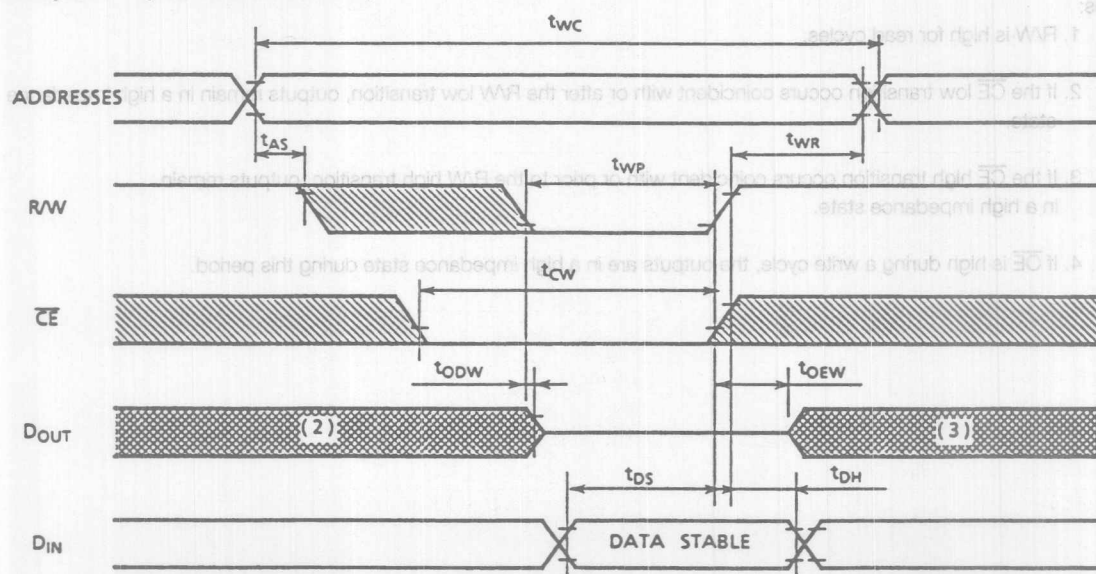 Notes:
1. R/W is high for read cycles.
2. If the CE low transition occurs coincident with or after the R/W low transition, outputs remain in a high impedance
state.
3. If the CE high transition occurs coincident with or prior to the R/W high transition, outputs remain
in a high impedance state.
4. If OE is high during a write cycle, the outputs are in a high impedance state during this period.
tWC
ADDRESSES
tAS
tWR
tWP
R/W
tCW
CE
tODW
tOEW
DOUT
(2)
(3)
tDS
tDH
DIN
DATA STABLE